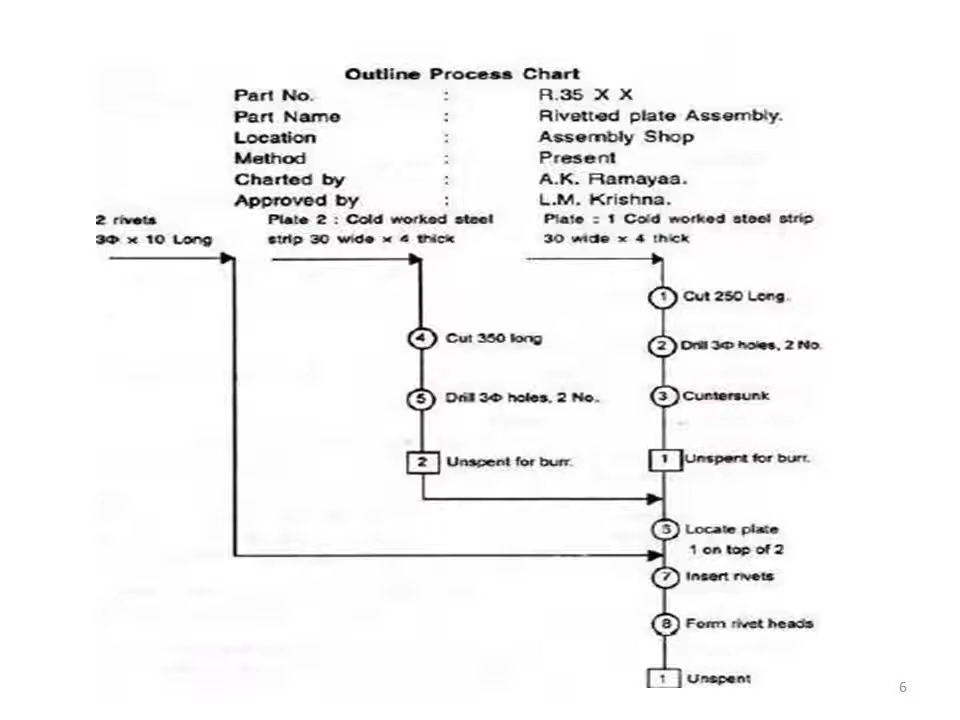 Outline Process Chart
Part No. : R.35 X X
Part Name : Rivetted plate Assembly.
Location : Assembly Shop
Method : Present
Charted by : A.K. Ramayaa.
Approved by : L.M. Krishna.
2 rivets
3Φ × 10 Long
Plate 2 : Cold worked steel
strip 30 wide × 4 thick
Plate : 1 Cold worked steel strip
30 wide × 4 thick
1 Cut 250 Long.
4 Cut 350 long
2 Drill 3Φ holes, 2 No.
5 Drill 3Φ holes, 2 No.
3 Cuntersunk
2 Unspent for burr.
1 Unspent for burr.
Locate plate
1 on top of 2
7 Insert rivets
8 Form rivet heads
1 Unspent
6